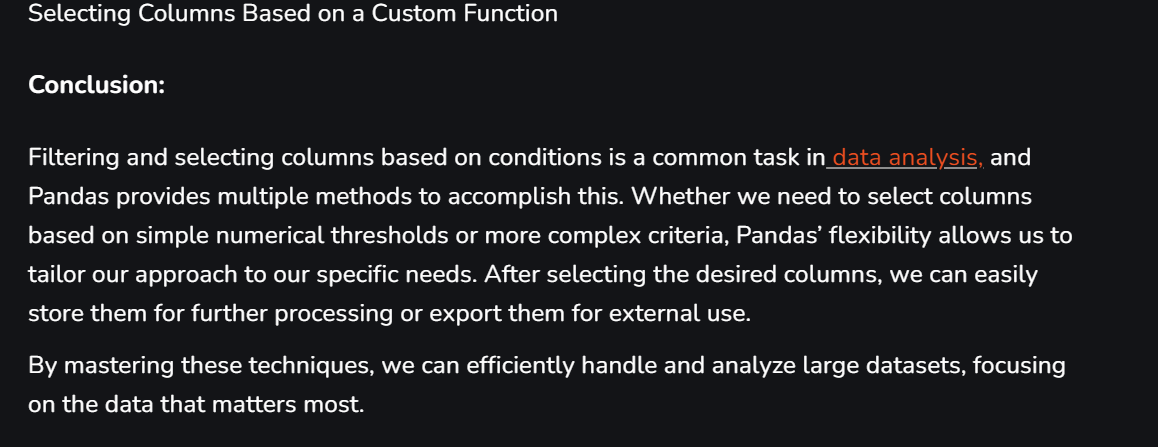 Selecting Columns Based on a Custom Function
Conclusion:
Filtering and selecting columns based on conditions is a common task in data analysis, and
Pandas provides multiple methods to accomplish this. Whether we need to select columns
based on simple numerical thresholds or more complex criteria, Pandas’ flexibility allows us to
tailor our approach to our specific needs. After selecting the desired columns, we can easily
store them for further processing or export them for external use.
By mastering these techniques, we can efficiently handle and analyze large datasets, focusing
on the data that matters most.